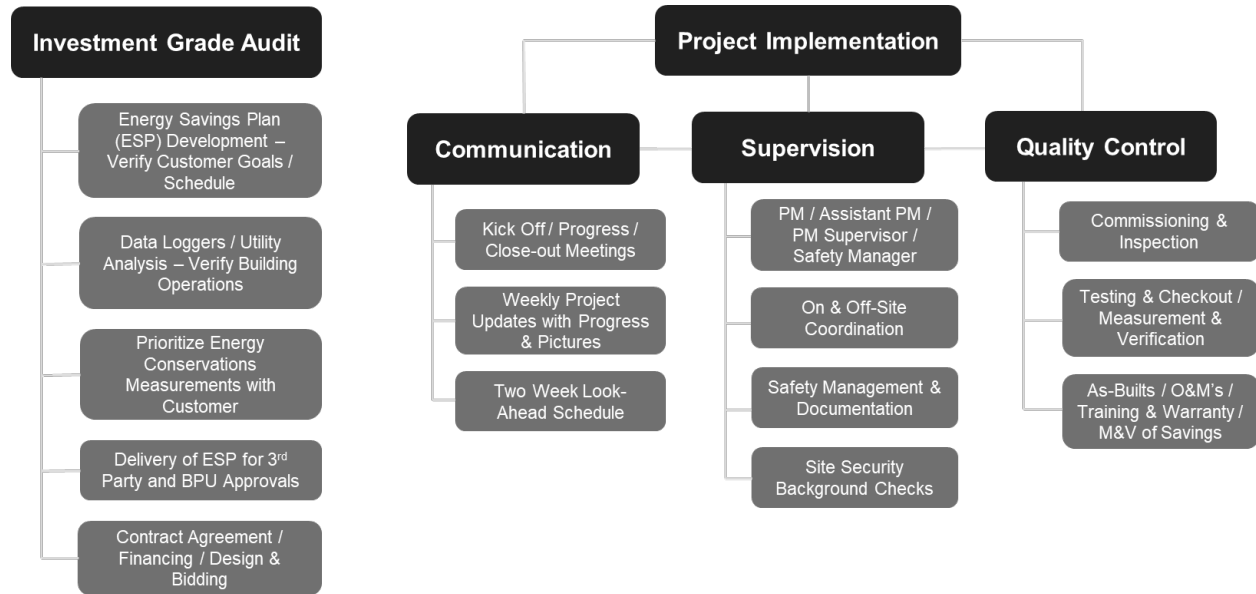 Investment Grade Audit
Energy Savings Plan
(ESP) Development –
Verify Customer Goals /
Schedule
Data Loggers / Utility
Analysis – Verify Building
Operations
Prioritize Energy
Conservations
Measurements with
Customer
Delivery of ESP for 3rd
Party and BPU Approvals
Contract Agreement /
Financing / Design &
Bidding
Project Implementation
Communication
Kick Off / Progress /
Close-out Meetings
Weekly Project
Updates with Progress
& Pictures
Two Week Look-
Ahead Schedule
Supervision
PM / Assistant PM /
PM Supervisor /
Safety Manager
On & Off-Site
Coordination
Safety Management &
Documentation
Site Security
Background Checks
Quality Control
Commissioning &
Inspection
Testing & Checkout /
Measurement &
Verification
As-Builts / O&M's /
Training & Warranty /
M&V of Savings